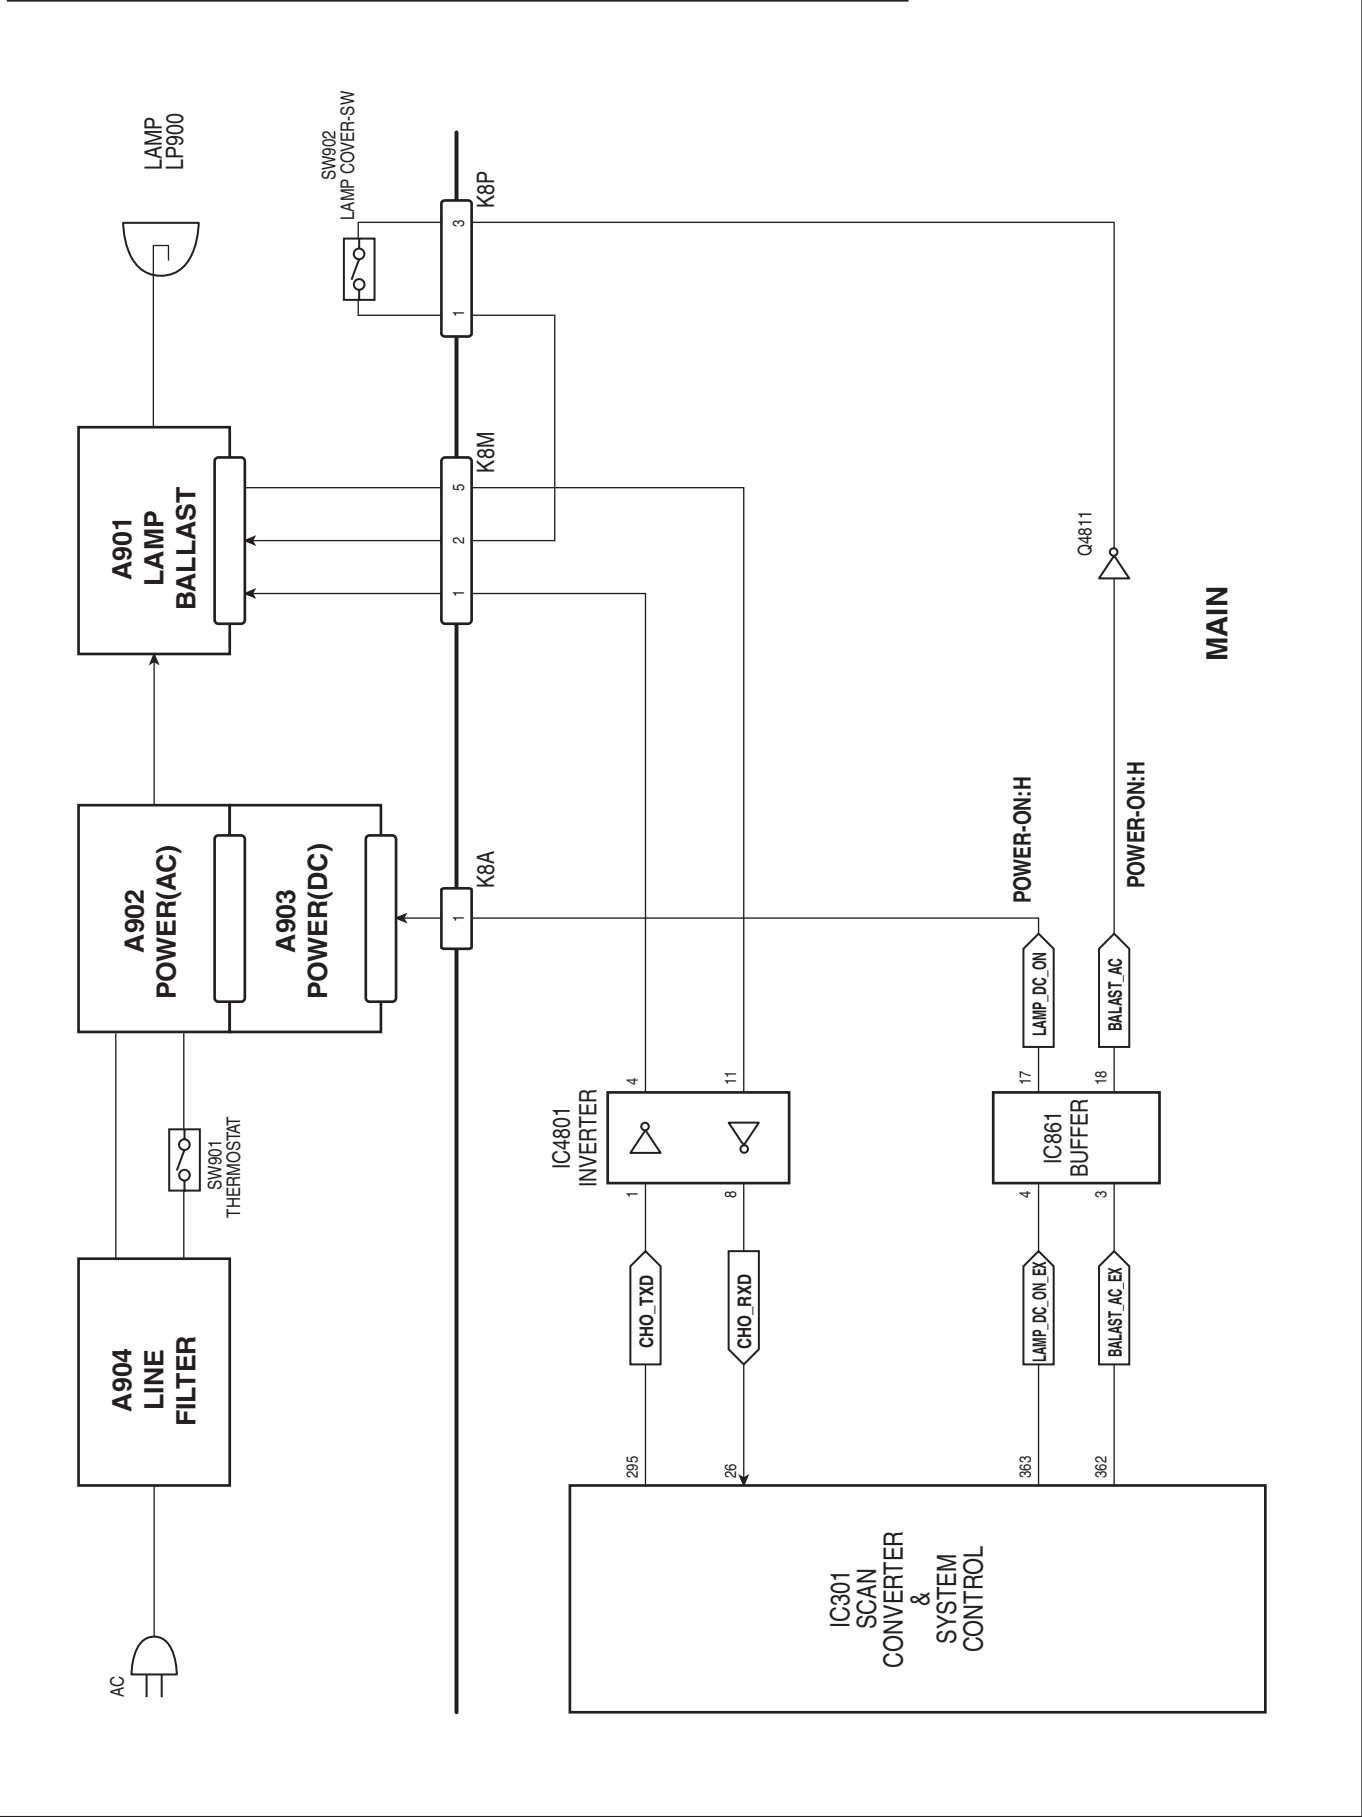 AC
A904
LINE
FILTER
SW901
THERMOSTAT
A902
POWER(AC)
A903
POWER(DC)
A901
LAMP
BALLAST
LAMP
LP900
SW902
LAMP COVER-SW
1
K8A
1
2
5
K8M
1
3
K8P
IC301
SCAN
CONVERTER
&
SYSTEM
CONTROL
295
26
363
362
CHO_TXD
CHO_RXD
LAMP_DC_ON_EX
BALAST_AC_EX
1
8
4
3
IC4801
INVERTER
IC861
BUFFER
4
11
17
18
LAMP_DC_ON
BALAST_AC
POWER-ON:H
POWER-ON:H
Q4811
MAIN